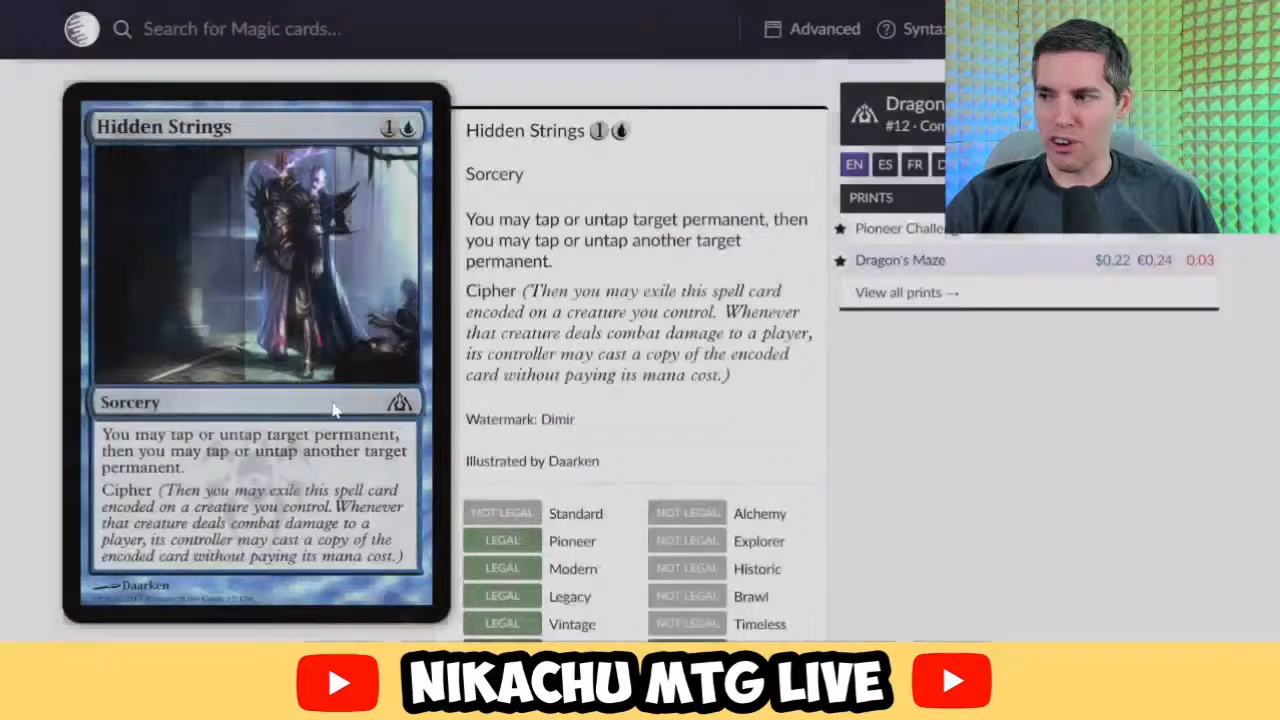 Search for Magic cards...
Advanced
Hidden Strings 1
Sorcery
You may tap or untap target permanent,
then you may tap or untap another target
permanent.
Cipher (Then you may exile this spell card
encoded on a creature you control. Whenever
that creature deals combat damage to a
player, its controller may cast a copy of the
encoded card without paying its mana cost.)
Daarken
Hidden Strings 1
Sorcery
You may tap or untap target permanent, then
you may tap or untap another target
permanent.
Cipher (Then you may exile this spell card
encoded on a creature you control. Whenever
that creature deals combat damage to a player,
its controller may cast a copy of the encoded
card without paying its mana cost.)
Watermark: Dimir
Illustrated by Daarken
NOT LEGAL Standard NOT LEGAL Alchemy
LEGAL Pioneer NOT LEGAL Explorer
LEGAL Modern NOT LEGAL Historic
LEGAL Legacy NOT LEGAL Brawl
LEGAL Vintage NOT LEGAL Timeless
Dragon
#12 · Com
EN ES FR D
PRINTS
Pioneer Challe
Dragon's Maze $0.22 €0.24 0.03
View all prints →
NIKACHU MTG LIVE